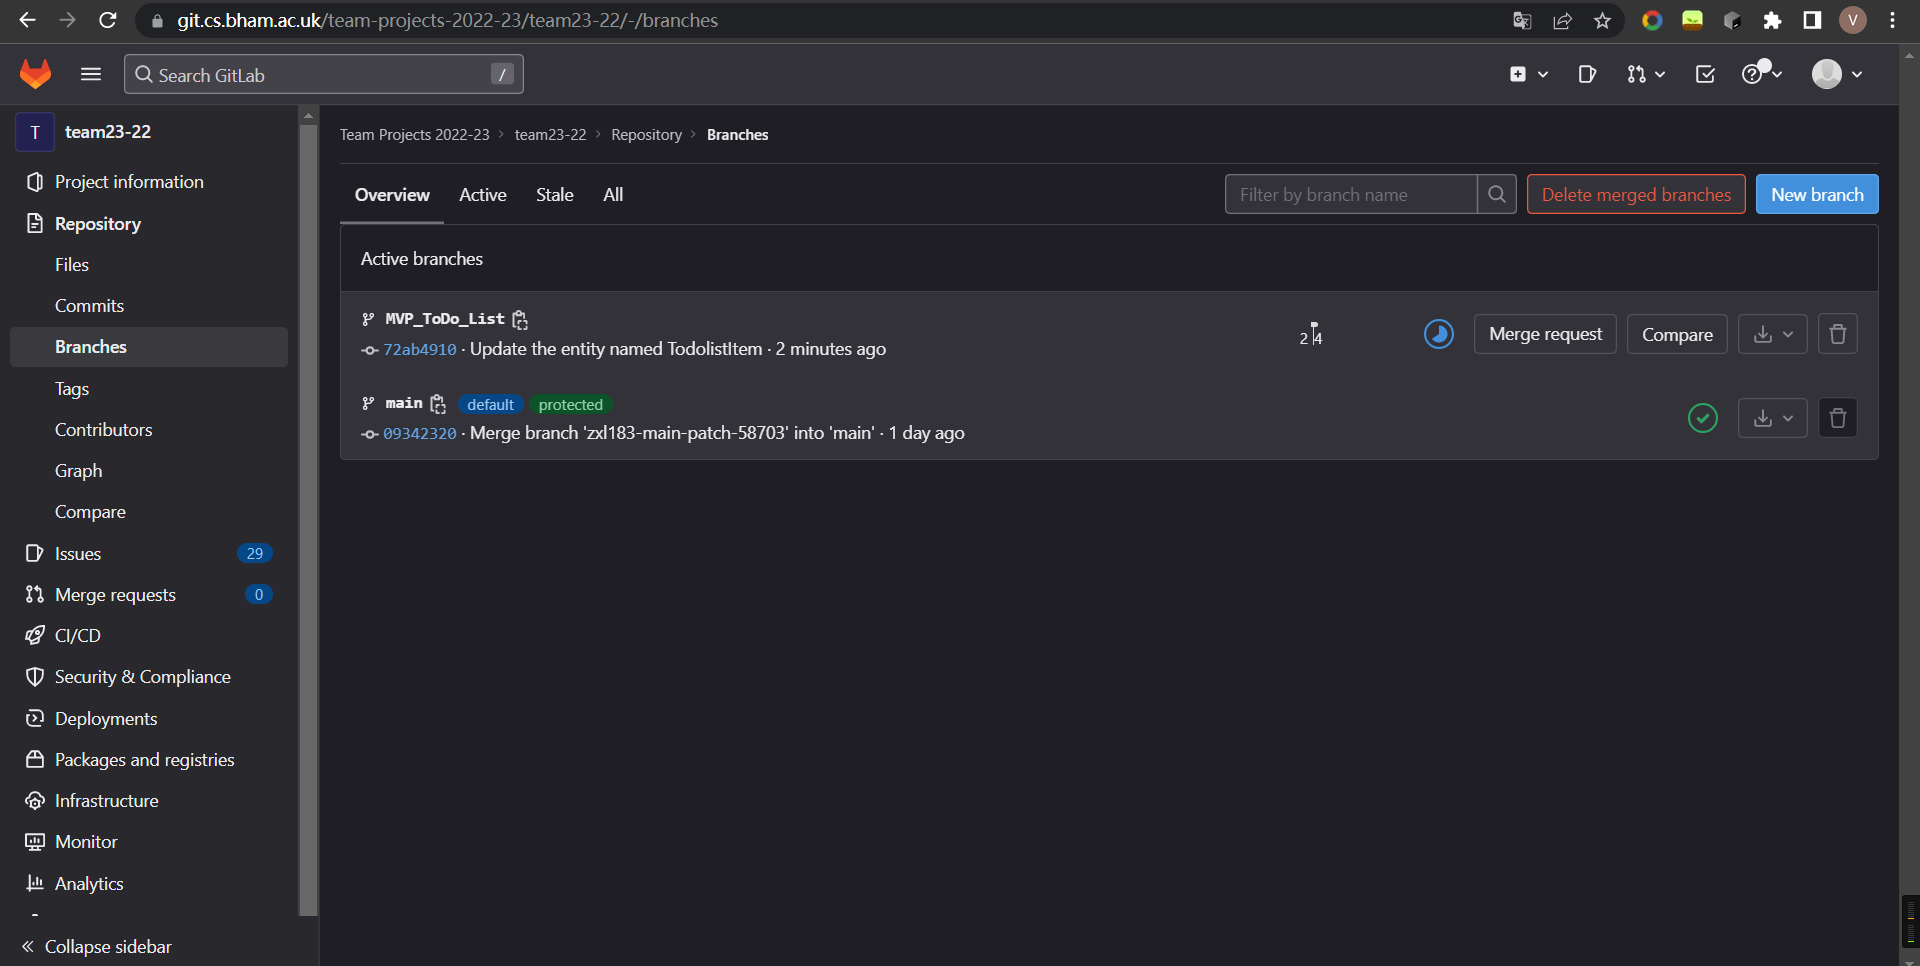 git.cs.bham.ac.uk/team-projects-2022-23/team23-22/-/branches
V
Search GitLab /
T team23-22
Project information
Repository
Files
Commits
Branches
Tags
Contributors
Graph
Compare
Issues 29
Merge requests 0
CI/CD
Security & Compliance
Deployments
Packages and registries
Infrastructure
Monitor
Analytics
Collapse sidebar
Team Projects 2022-23 > team23-22 > Repository > Branches
Overview Active Stale All
Filter by branch name
Delete merged branches
New branch
Active branches
MVP_ToDo_List
72ab4910 · Update the entity named TodolistItem · 2 minutes ago
2 4
Merge request
Compare
main default protected
09342320 · Merge branch 'zxl183-main-patch-58703' into 'main' · 1 day ago